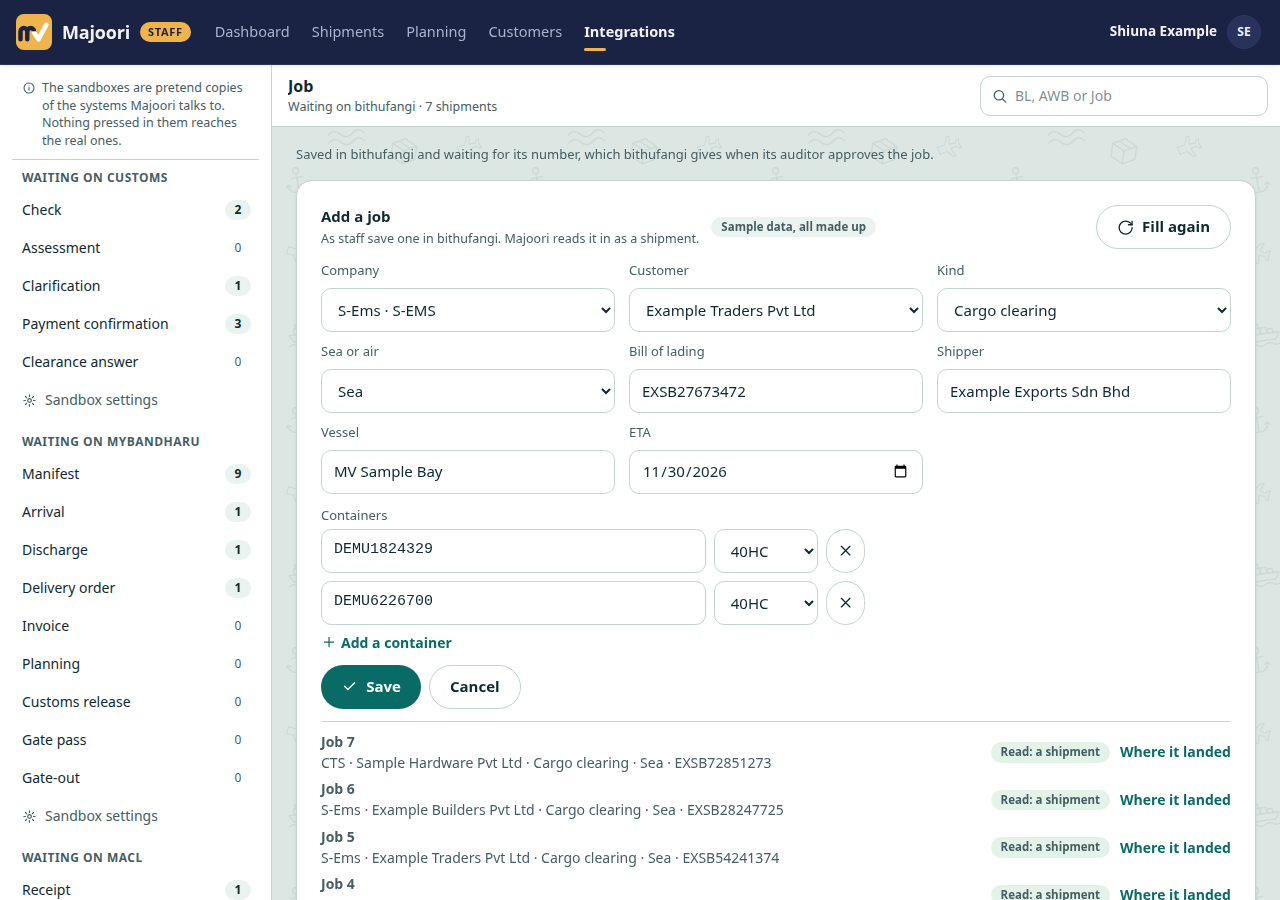 Majoori
STAFF
Dashboard
Shipments
Planning
Customers
Integrations
Shiuna Example
SE
The sandboxes are pretend copies
of the systems Majoori talks to.
Nothing pressed in them reaches
the real ones.
WAITING ON CUSTOMS
Check 2
Assessment 0
Clarification 1
Payment confirmation 3
Clearance answer 0
Sandbox settings
WAITING ON MYBANDHARU
Manifest 9
Arrival 1
Discharge 1
Delivery order 1
Invoice 0
Planning 0
Customs release 0
Gate pass 0
Gate-out 0
Sandbox settings
WAITING ON MACL
Receipt 1
Job
Waiting on bithufangi · 7 shipments
BL, AWB or Job
Saved in bithufangi and waiting for its number, which bithufangi gives when its auditor approves the job.
Add a job
As staff save one in bithufangi. Majoori reads it in as a shipment.
Sample data, all made up
Fill again
Company
Customer
Kind
S-Ems · S-EMS
Example Traders Pvt Ltd
Cargo clearing
Sea or air
Bill of lading
Shipper
Sea
EXSB27673472
Example Exports Sdn Bhd
Vessel
ETA
MV Sample Bay
11/30/2026
Containers
DEMU1824329
40HC
DEMU6226700
40HC
Add a container
Save
Cancel
Job 7
CTS · Sample Hardware Pvt Ltd · Cargo clearing · Sea · EXSB72851273
Read: a shipment
Where it landed
Job 6
S-Ems · Example Builders Pvt Ltd · Cargo clearing · Sea · EXSB28247725
Read: a shipment
Where it landed
Job 5
S-Ems · Example Traders Pvt Ltd · Cargo clearing · Sea · EXSB54241374
Read: a shipment
Where it landed
Job 4
Read: a shipment
Where it landed